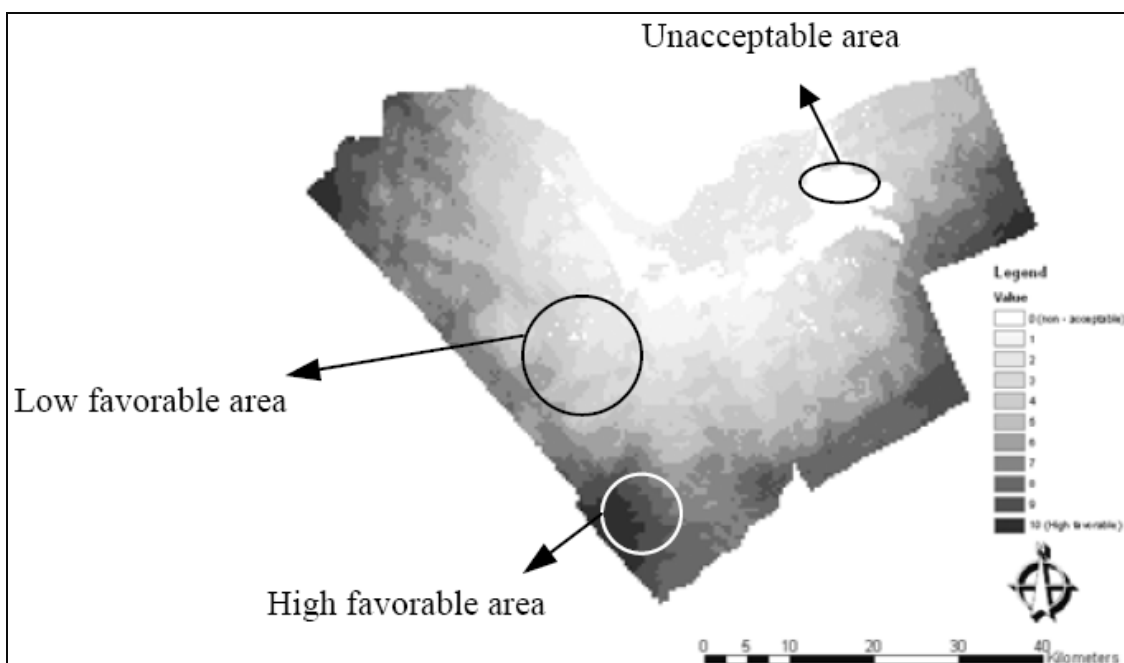 Unacceptable area
Legend
Value
0 (non - acceptable)
1
2
3
4
5
6
7
8
9
10 (High favorable)
Low favorable area
High favorable area
N
0 5 10 20 30 40
Kilometers